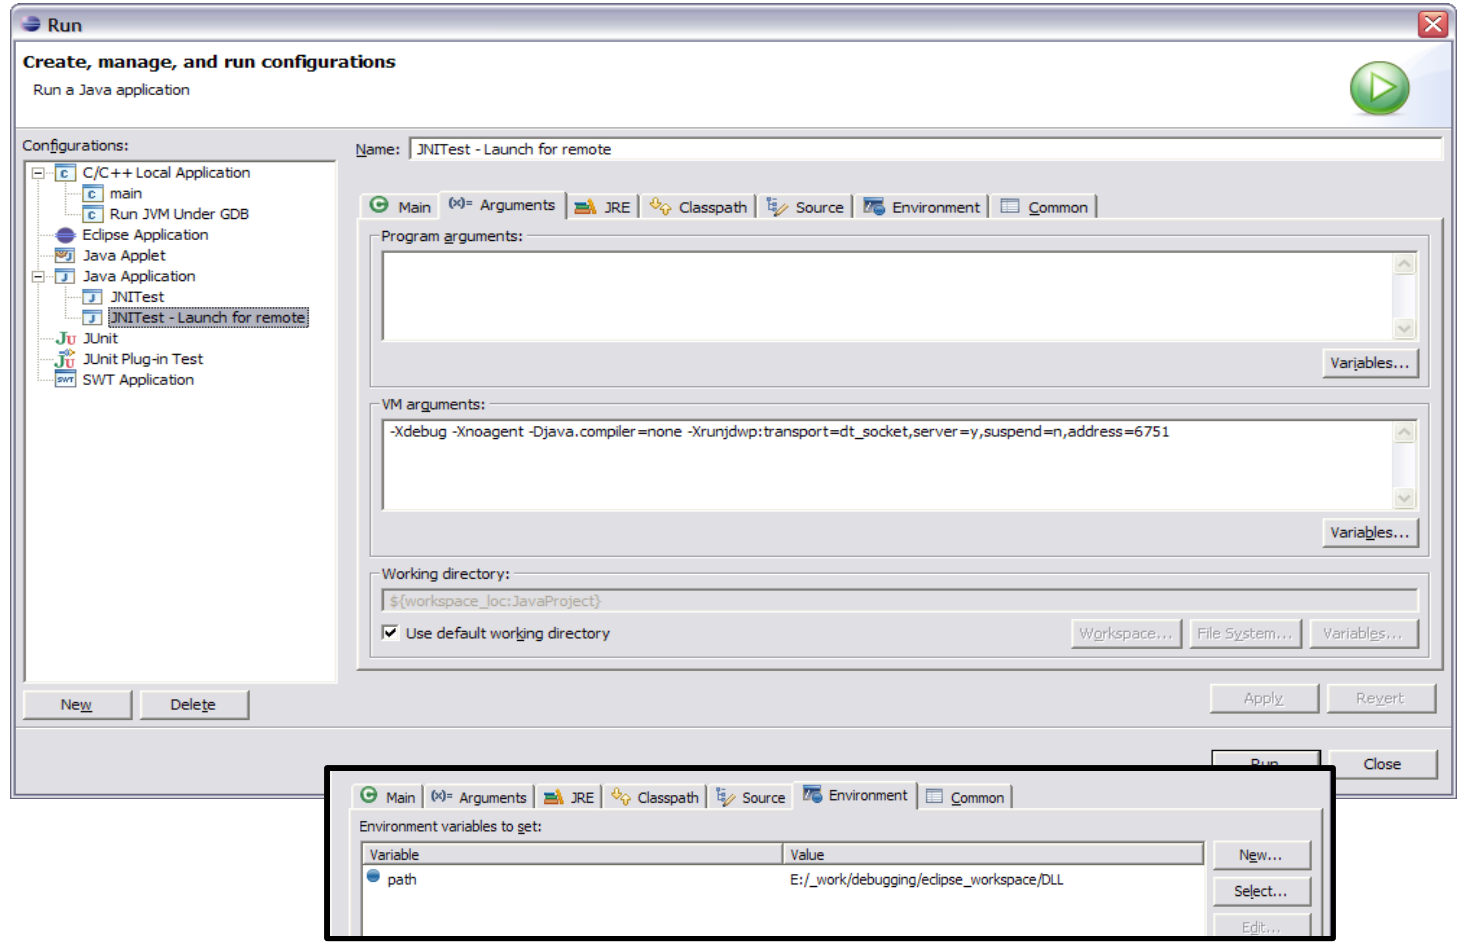 Run
Create, manage, and run configurations
Run a Java application
Configurations:
C/C++ Local Application
main
Run JVM Under GDB
Eclipse Application
Java Applet
Java Application
JNITest
JNITest - Launch for remote
JUnit
JUnit Plug-in Test
SWT Application
New
Delete
Name: JNITest - Launch for remote
Main (x)= Arguments JRE Classpath Source Environment Common
Program arguments:
Variables...
VM arguments:
-Xdebug -Xnoagent -Djava.compiler=none -Xrunjdwp:transport=dt_socket,server=y,suspend=n,address=6751
Variables...
Working directory:
${workspace_loc:JavaProject}
Use default working directory
Workspace... File System... Variables...
Apply Revert
Run Close
Main (x)= Arguments JRE Classpath Source Environment Common
Environment variables to set:
Variable Value
path E:/_work/debugging/eclipse_workspace/DLL
New...
Select...
Edit...